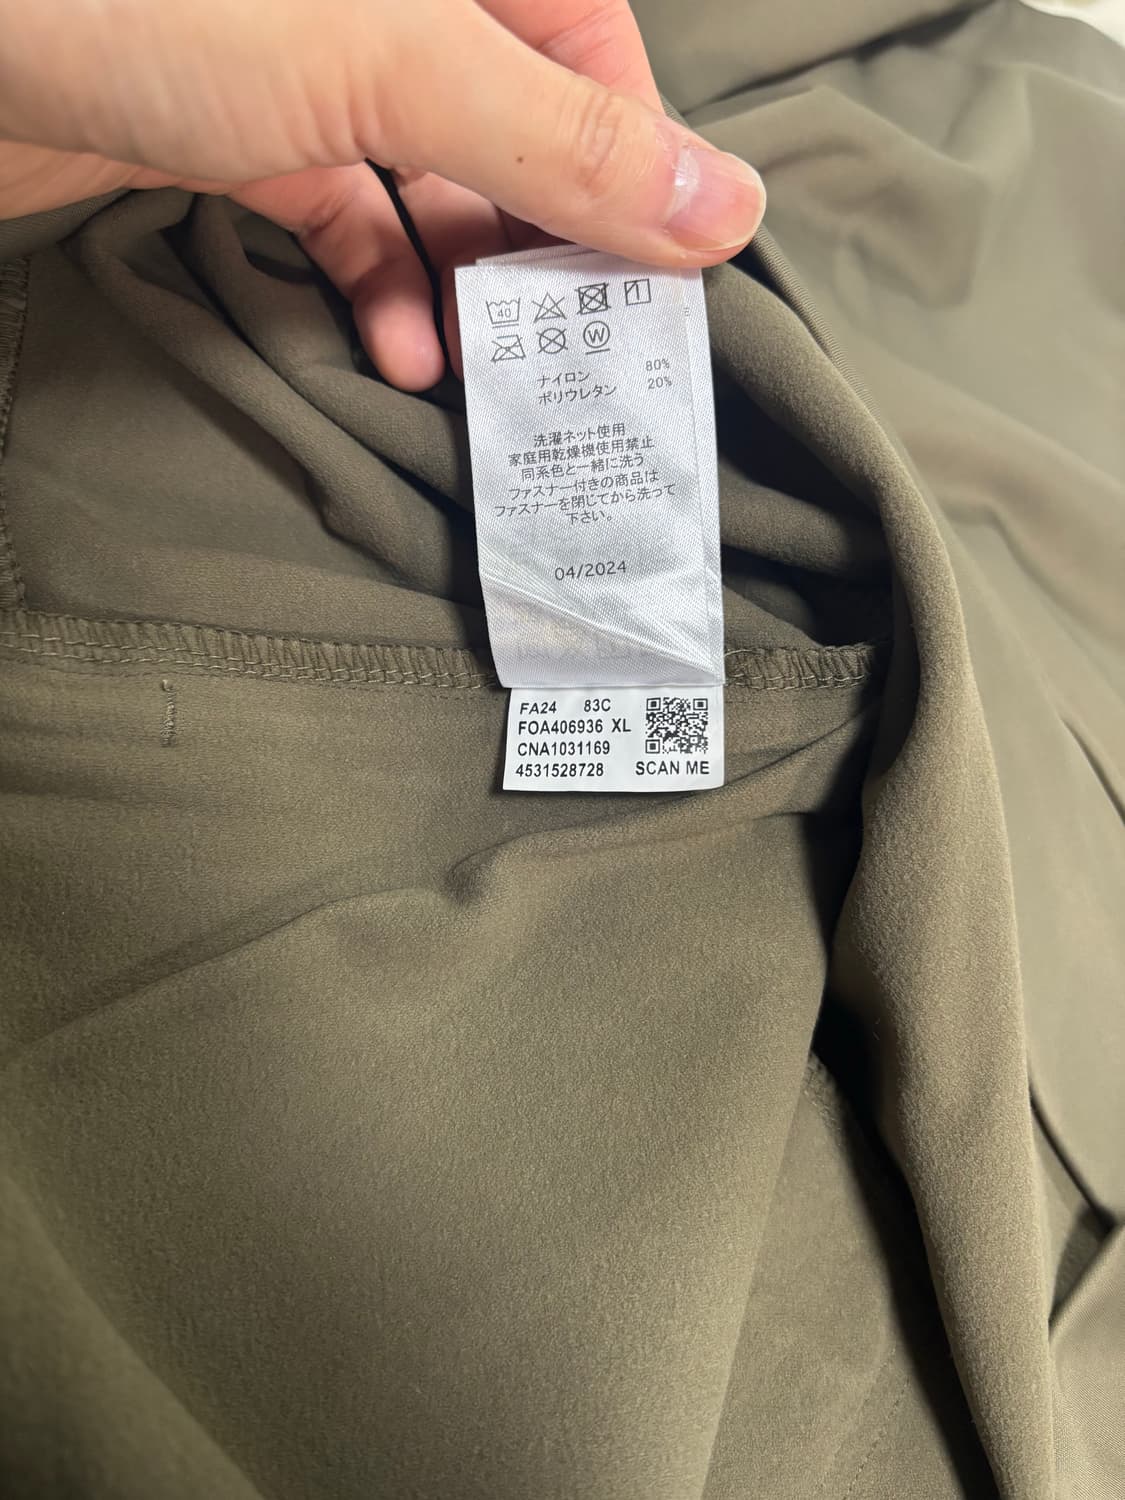 40
W
ナイロン 80%
ポリウレタン 20%
洗濯ネット使用
家庭用乾燥機使用禁止
同系色と一緒に洗う
ファスナー付きの商品は
ファスナーを閉じてから洗って
下さい。
04/2024
FA24 83C
FOA406936 XL
CNA1031169
4531528728 SCAN ME